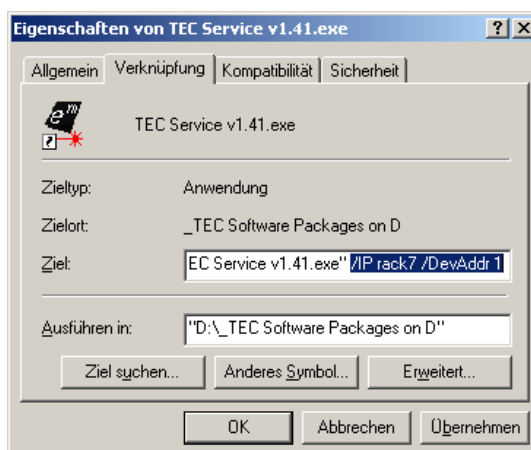 Eigenschaften von TEC Service v1.41.exe
Allgemein Verknüpfung Kompatibilität Sicherheit
em
TEC Service v1.41.exe
Zieltyp: Anwendung
Zielort: _TEC Software Packages on D
Ziel: EC Service v1.41.exe" /IP rack7 /DevAddr 1
Ausführen in: "D:\_TEC Software Packages on D"
Ziel suchen... Anderes Symbol... Erweitert...
OK Abbrechen Übernehmen